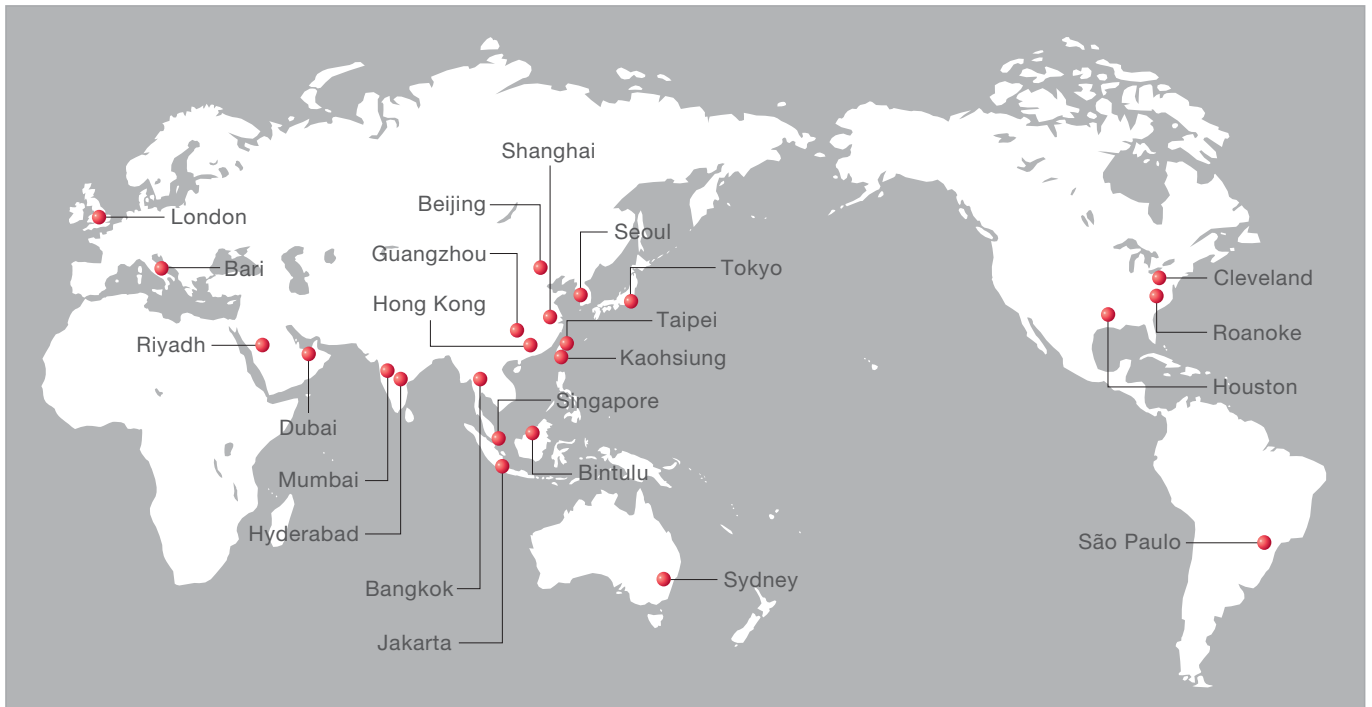 Shanghai
Beijing
London
Seoul
Guangzhou
Bari
Tokyo
Cleveland
Hong Kong
Taipei
Roanoke
Riyadh
Kaohsiung
Houston
Singapore
Dubai
Bintulu
Mumbai
Hyderabad
São Paulo
Sydney
Bangkok
Jakarta